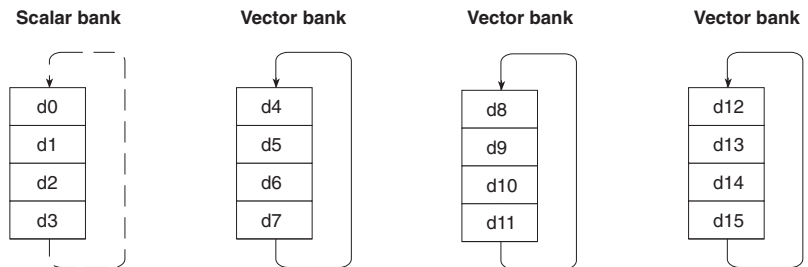 Scalar bank Vector bank Vector bank Vector bank
d0 d4 d8 d12
d1 d5 d9 d13
d2 d6 d10 d14
d3 d7 d11 d15